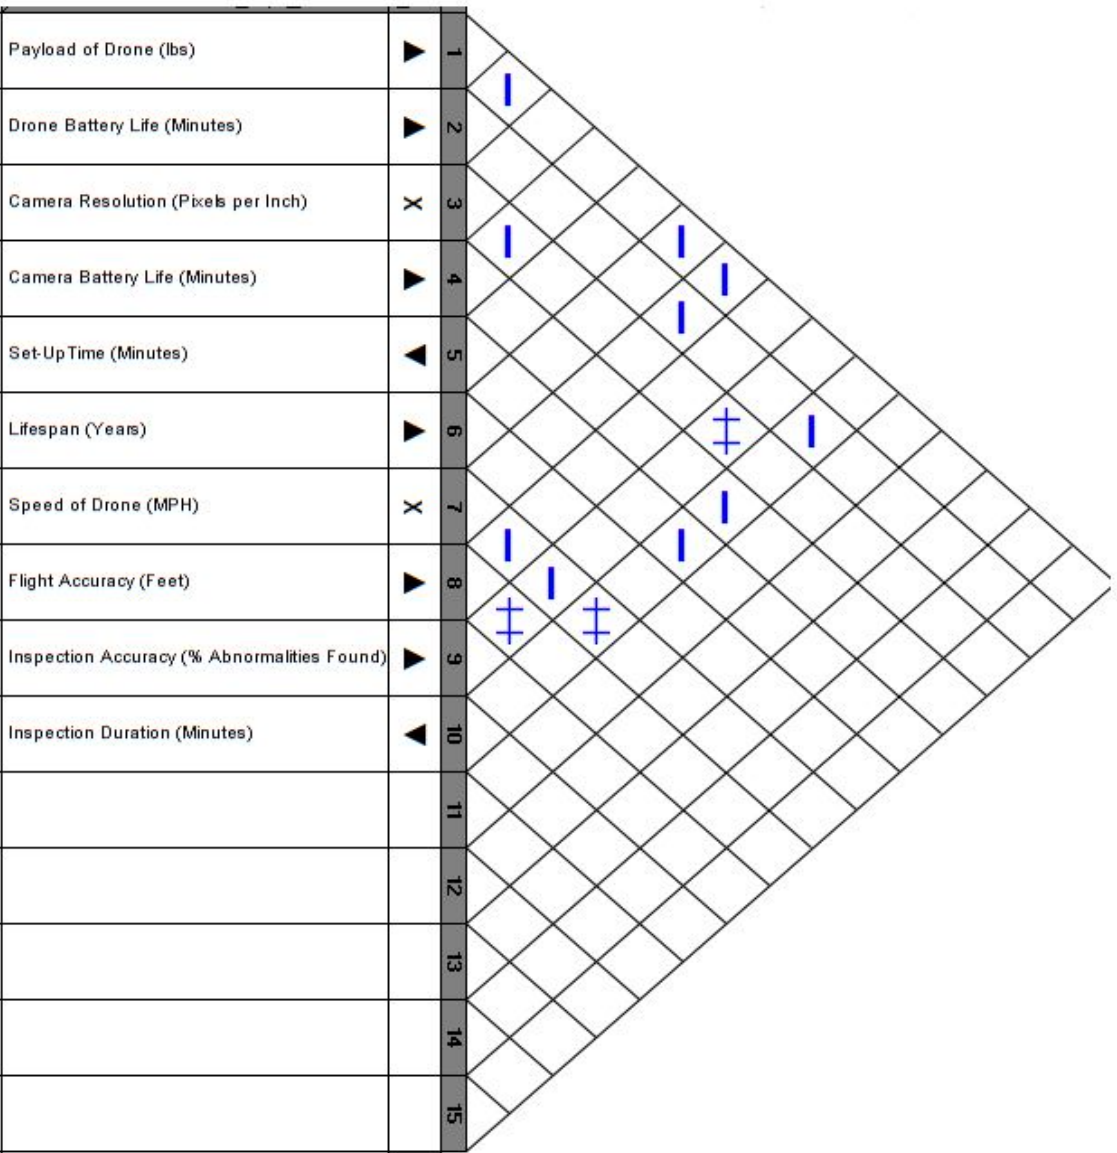 Payload of Drone (lbs) 1
Drone Battery Life (Minutes) 2
Camera Resolution (Pixels per Inch) X 3
Camera Battery Life (Minutes) 4
Set-Up Time (Minutes) 5
Lifespan (Years) 6
Speed of Drone (MPH) X 7
Flight Accuracy (Feet) 8
Inspection Accuracy (% Abnormalities Found) 9
Inspection Duration (Minutes) 10
11
12
13
14
15